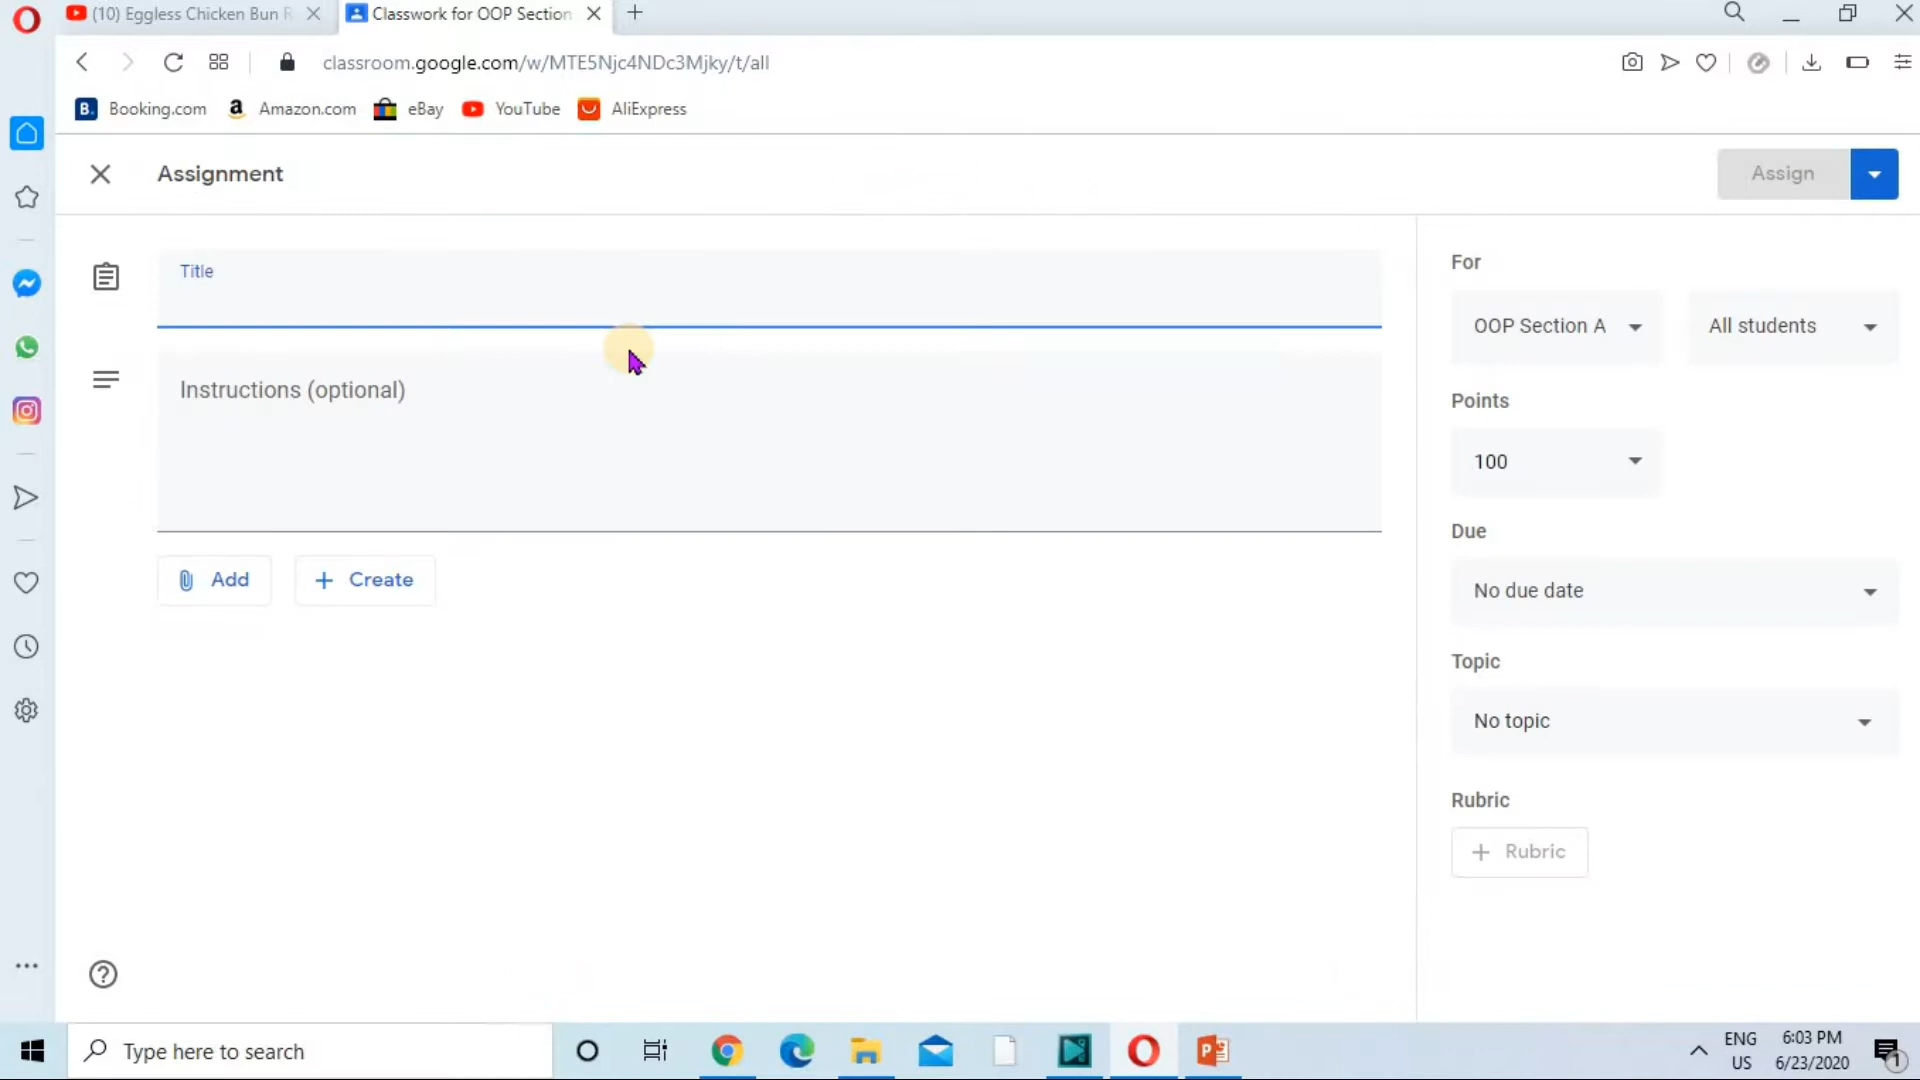 (10) Eggless Chicken Bun R
Classwork for OOP Section
classroom.google.com/w/MTE5Njc4NDc3Mjky/t/all
B. Booking.com
a Amazon.com
eBay
YouTube
AliExpress
Assignment
Assign
Title
Instructions (optional)
Add
Create
For
OOP Section A
All students
Points
100
Due
No due date
Topic
No topic
Rubric
Rubric
Type here to search
ENG
US
6:03 PM
6/23/2020
1